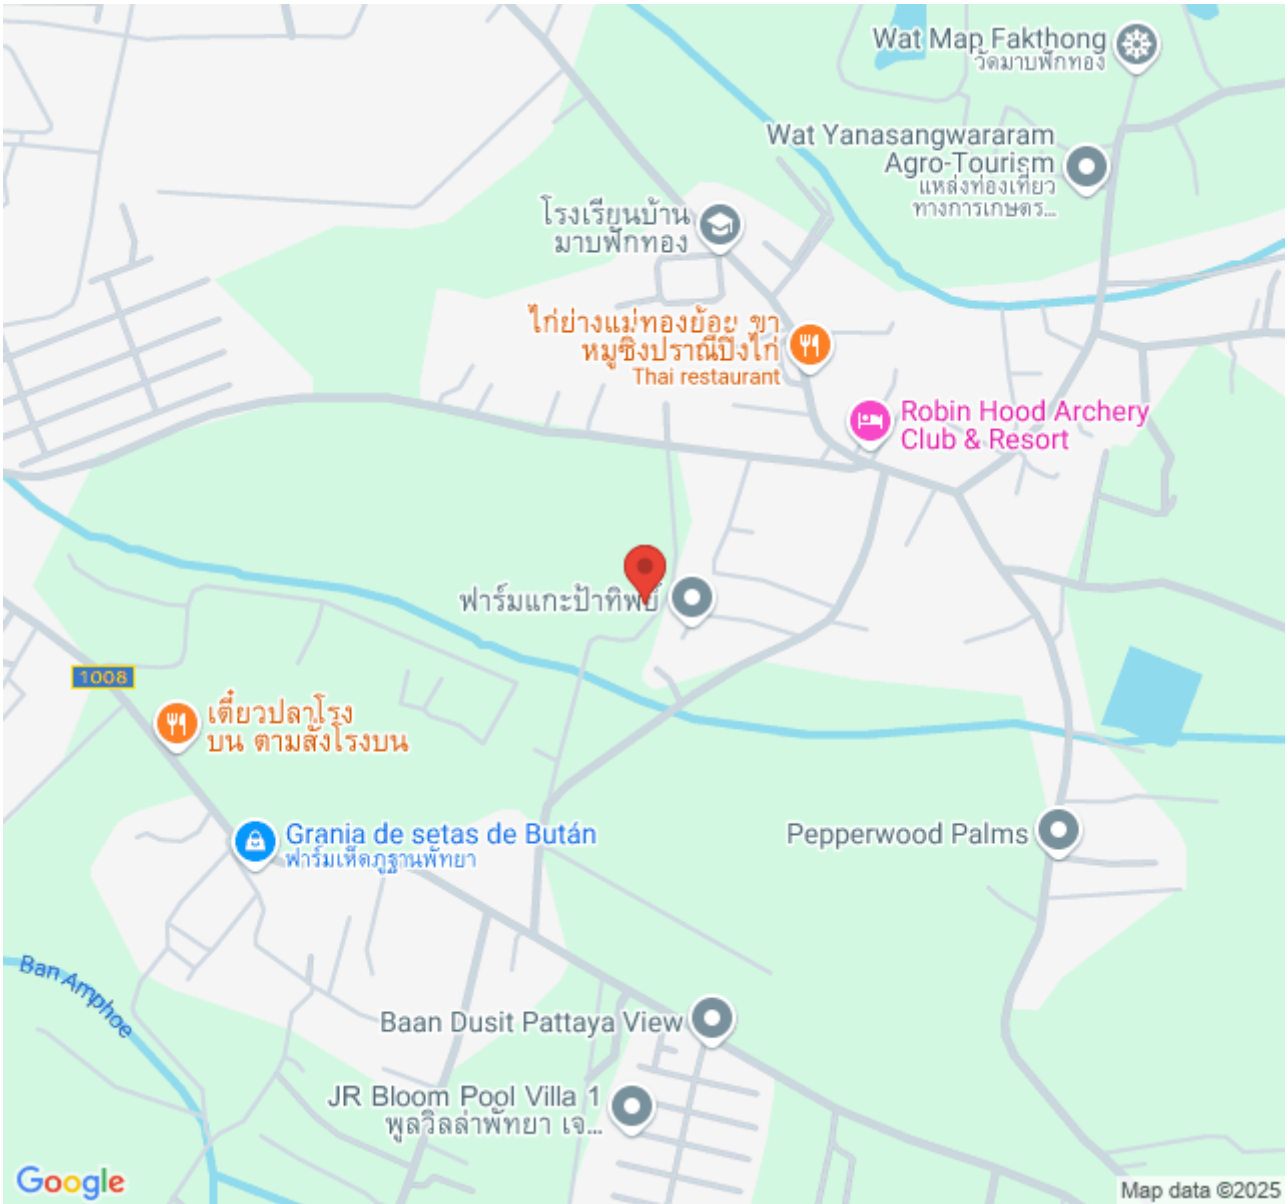 Wat Map Fakthong
วัดมาบฟักทอง
Wat Yanasangwararam
Agro-Tourism
แหล่งท่องเที่ยว
ทางการเกษตร...
โรงเรียนบ้าน
มาบฟักทอง
ไก่ย่างแม่ทองย้อย ขา
หมูซิ่งปราณีปิ้งไก่
Thai restaurant
Robin Hood Archery
Club & Resort
ฟาร์มแกะป้าทิพย์
1008
เตี๋ยวปลาโรง
บน ตามสั่งโรงบน
Granja de setas de Bután
ฟาร์มเห็ดภูฐานพัทยา
Pepperwood Palms
Ban Amphoe
Baan Dusit Pattaya View
JR Bloom Pool Villa 1
พูลวิลล่าพัทยา เจ...
Google
Map data ©2025